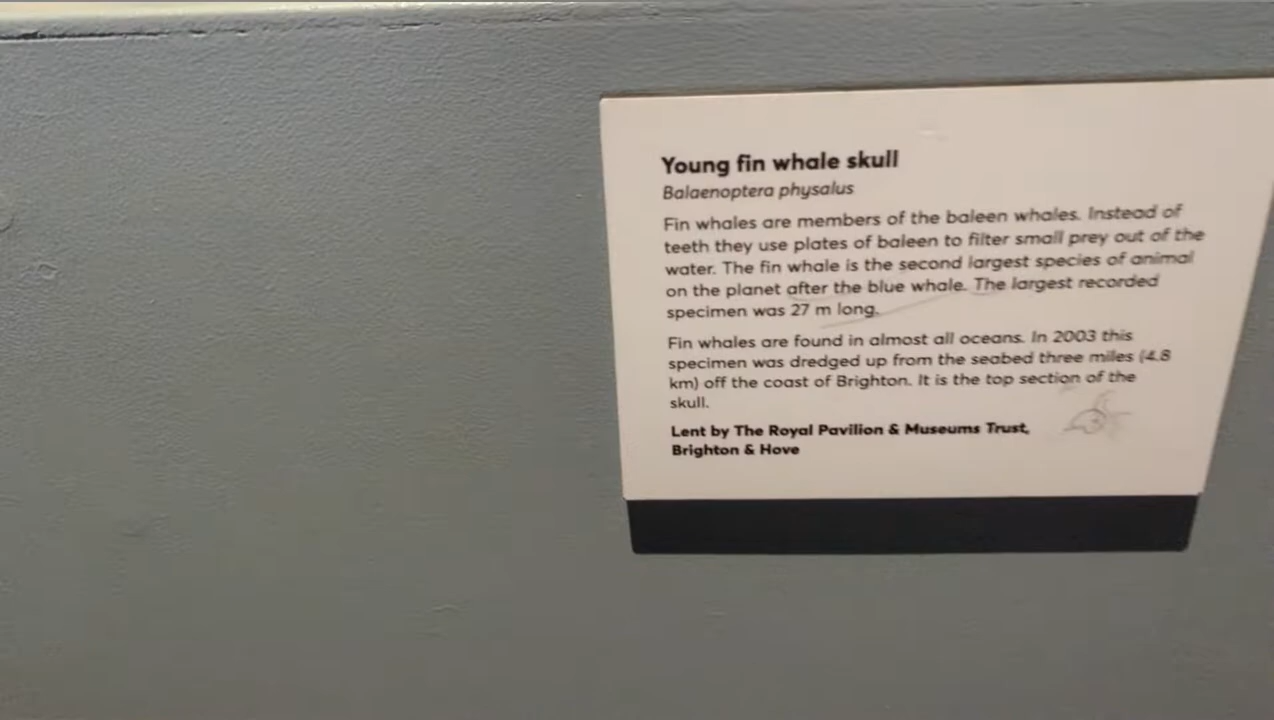 Young fin whale skull
Balaenoptera physalus
Fin whales are members of the baleen whales. Instead of
teeth they use plates of baleen to filter small prey out of the
water. The fin whale is the second largest species of animal
on the planet after the blue whale. The largest recorded
specimen was 27 m long.
Fin whales are found in almost all oceans. In 2003 this
specimen was dredged up from the seabed three miles (4.8
km) off the coast of Brighton. It is the top section of the
skull.
Lent by The Royal Pavilion & Museums Trust,
Brighton & Hove